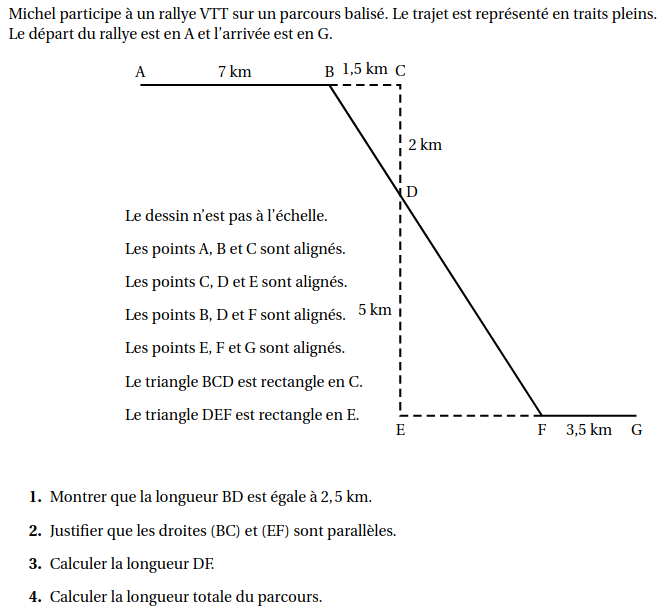 Michel participe à un rallye VTT sur un parcours balisé. Le trajet est représenté en traits pleins.
Le départ du rallye est en A et l'arrivée est en G.
A 7 km B 1,5 km C
2 km
D
Le dessin n'est pas à l'échelle.
Les points A, B et C sont alignés.
Les points C, D et E sont alignés.
Les points B, D et F sont alignés. 5 km
Les points E, F et G sont alignés.
Le triangle BCD est rectangle en C.
Le triangle DEF est rectangle en E.
E F 3,5 km G
1. Montrer que la longueur BD est égale à 2,5 km.
2. Justifier que les droites (BC) et (EF) sont parallèles.
3. Calculer la longueur DF.
4. Calculer la longueur totale du parcours.